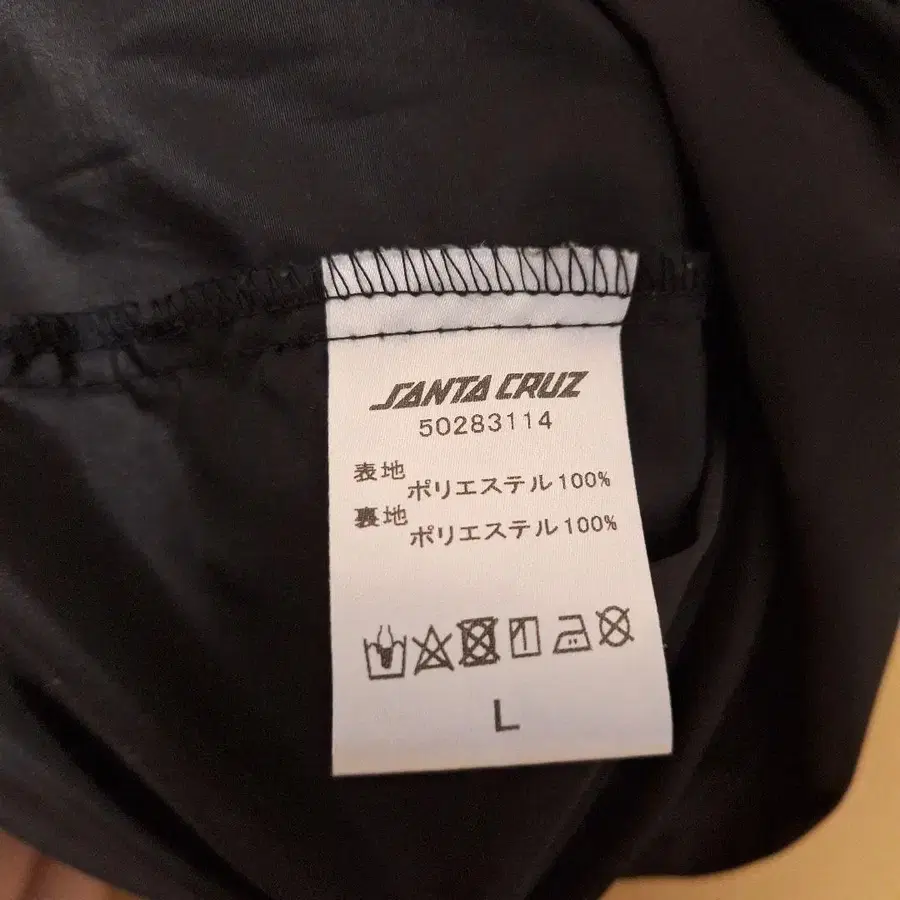 SANTA CRUZ
50283114
表地
ポリエステル100%
裏地
ポリエステル100%
L